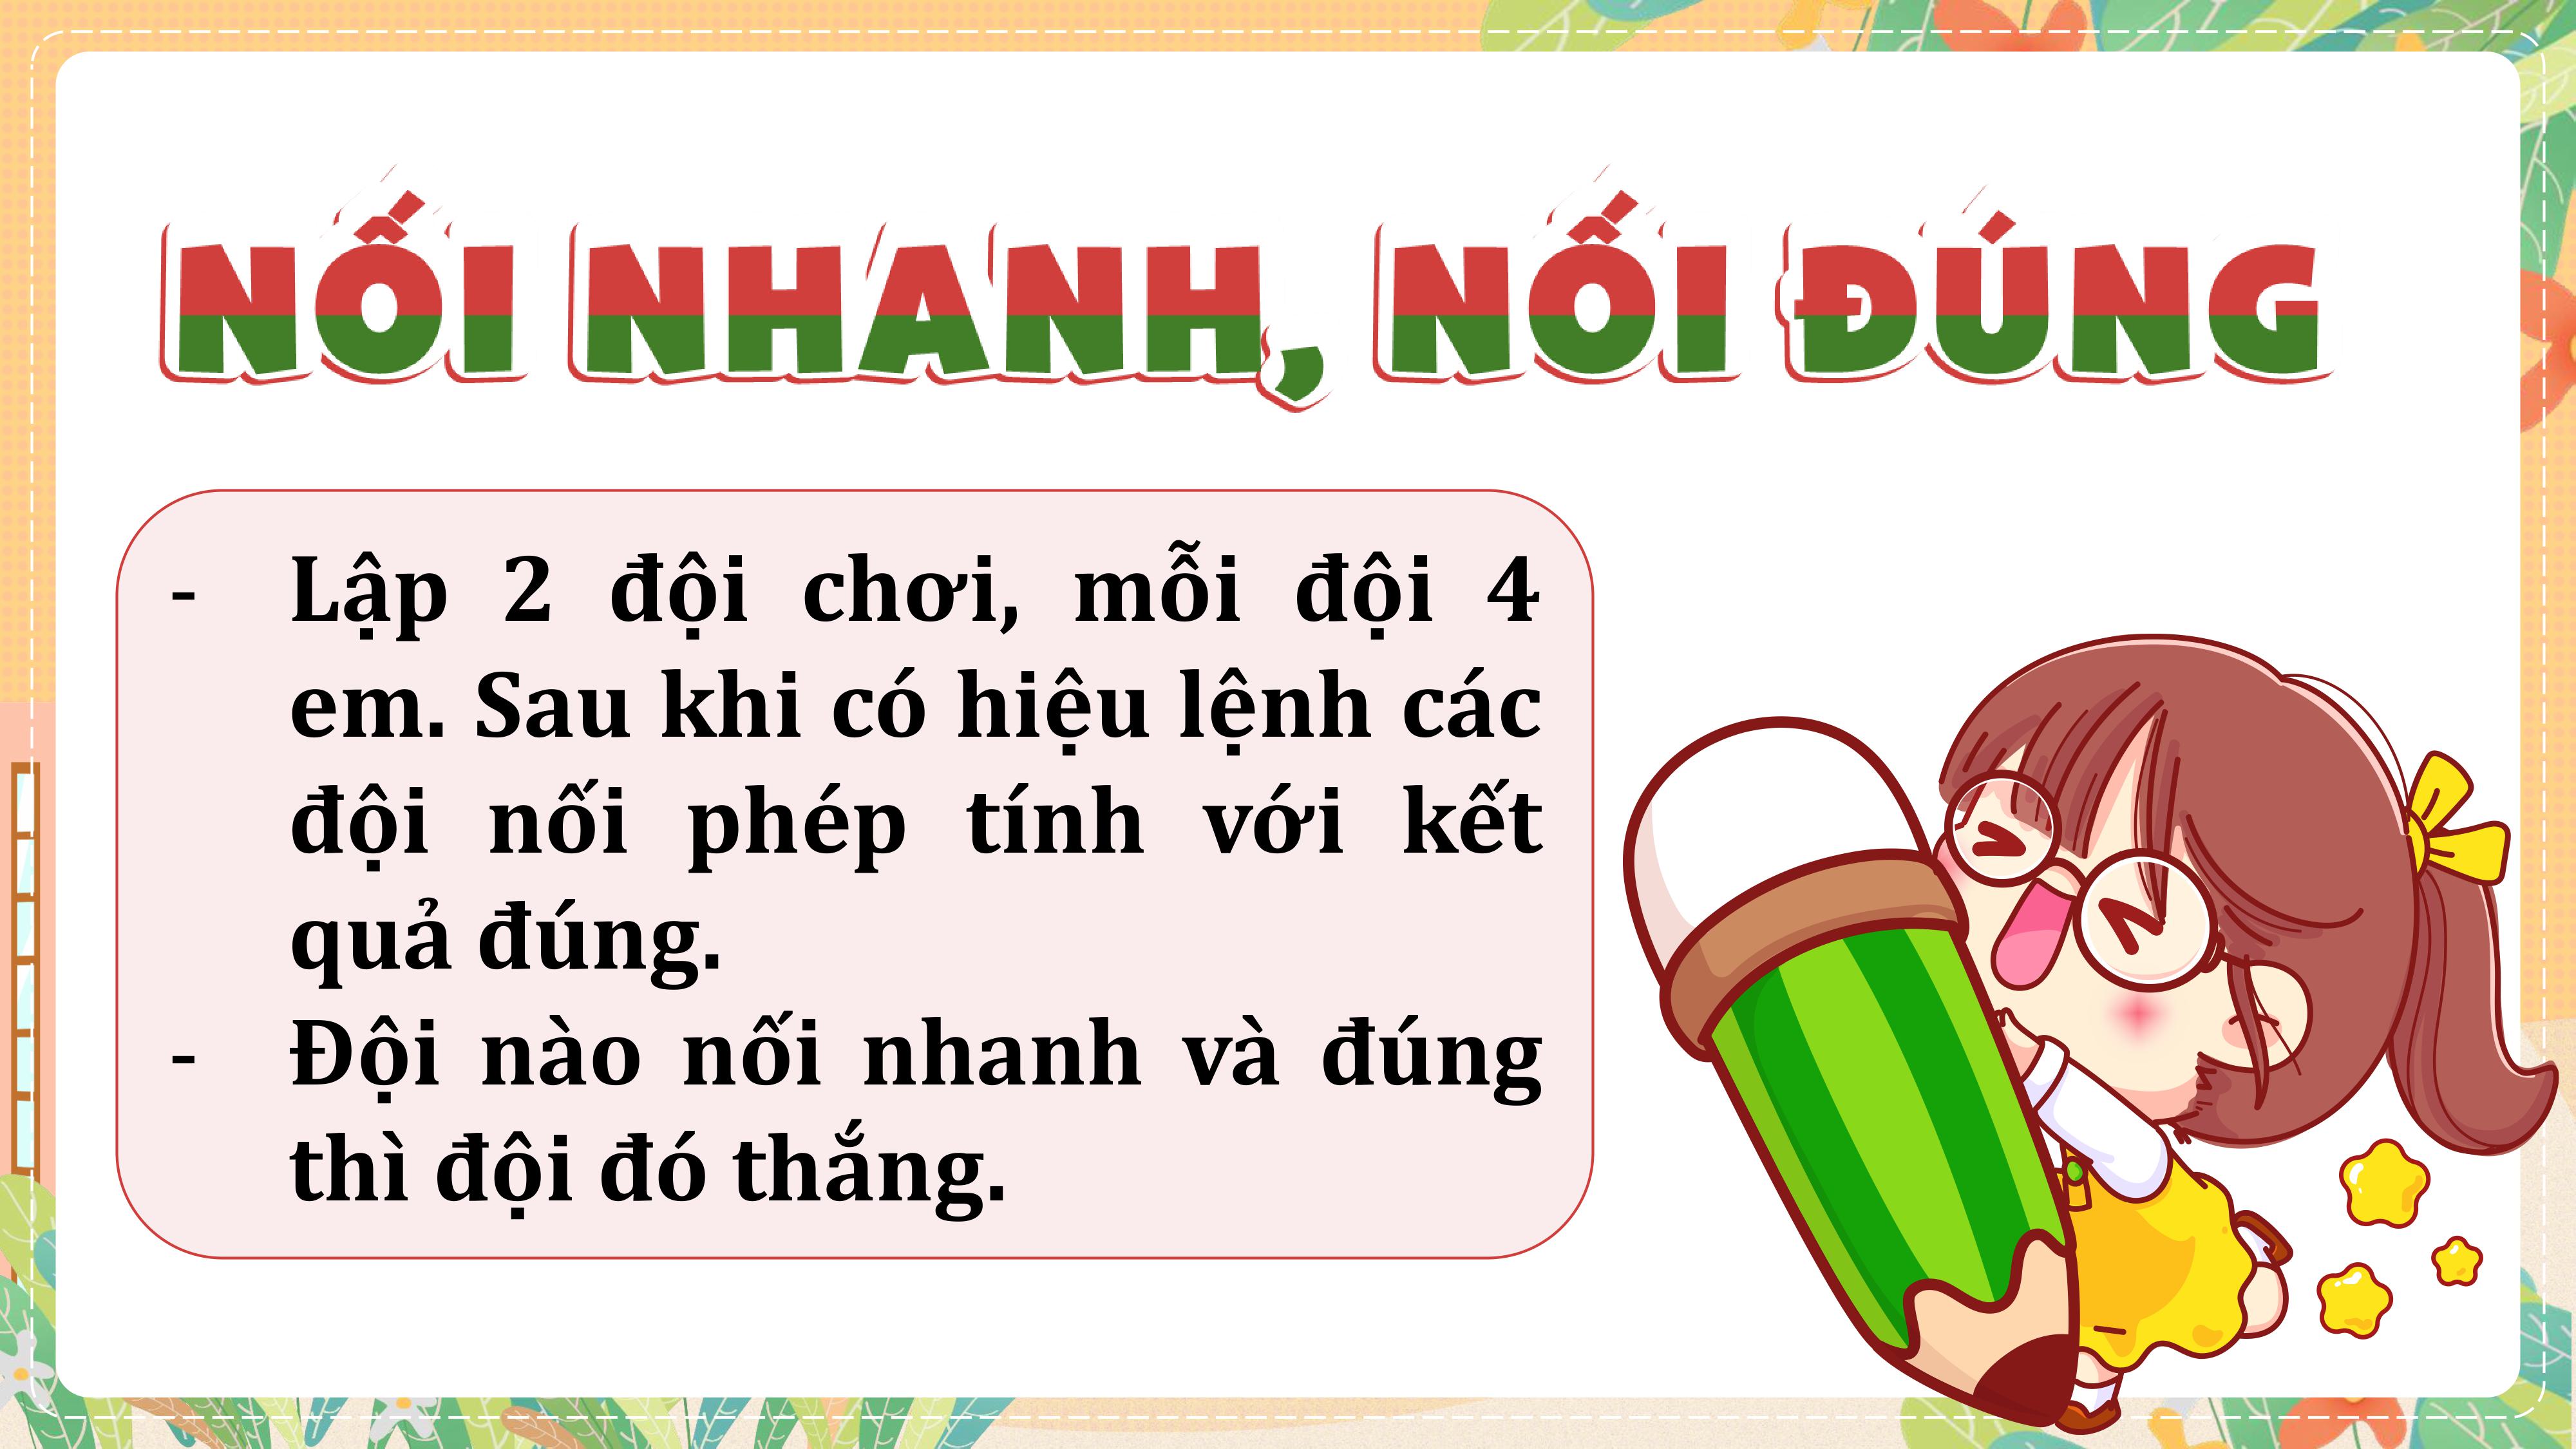 NỐI NHANH, NỐI ĐÚNG
- Lập 2 đội chơi, mỗi đội 4
em. Sau khi có hiệu lệnh các
đội nối phép tính với kết
quả đúng.
- Đội nào nối nhanh và đúng
thì đội đó thắng.